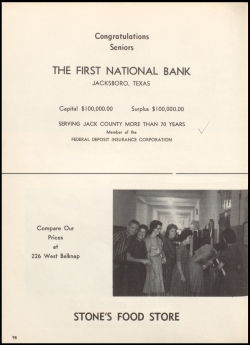 Congratulations
Seniors
THE FIRST NATIONAL BANK
JACKSBORO, TEXAS
Capital $100,000.00 Surplus $100,000.00
SERVING JACK COUNTY MORE THAN 70 YEARS
Member of the
FEDERAL DEPOSIT INSURANCE CORPORATION
Compare Our
Prices
at
226 West Belknap
STONE'S FOOD STORE